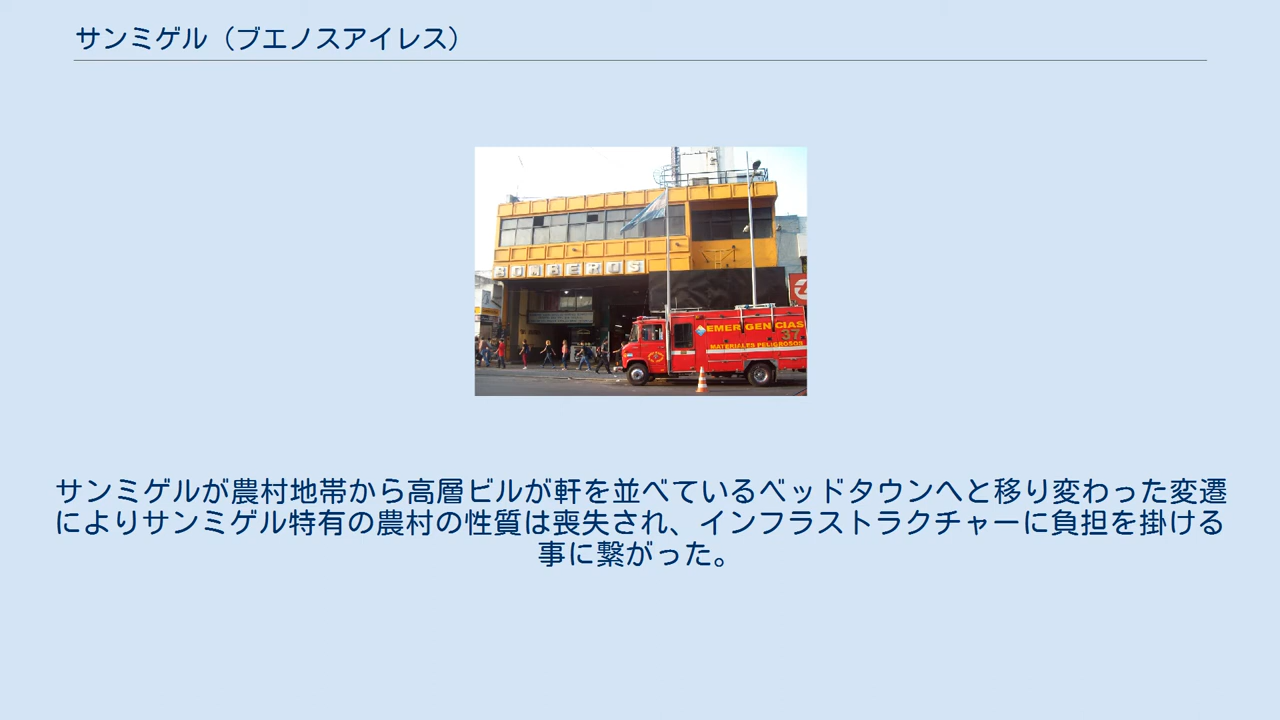 サンミゲル（ブエノスアイレス）
BOMBEROS
EMERGENCIAS
37
MATERIALES PELIGROSOS
サンミゲルが農村地帯から高層ビルが軒を並べているベッドタウンへと移り変わった変遷
によりサンミゲル特有の農村の性質は喪失され、インフラストラクチャーに負担を掛ける
事に繋がった。